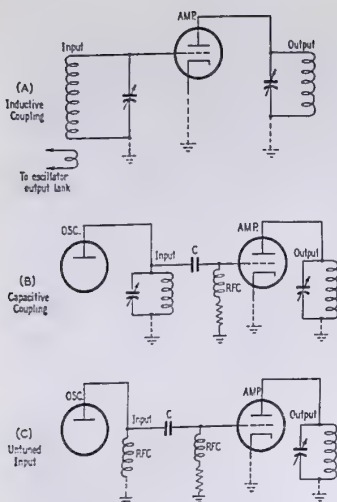 AMP.
Input
Output
(A)
Inductive
Coupling
To oscillator
output tank
AMP.
OSC.
Input
C
Output
(B)
Capacitive
Coupling
RFC
AMP.
OSC.
Input
C
Output
(C)
Untuned
Input
RFC
RFC